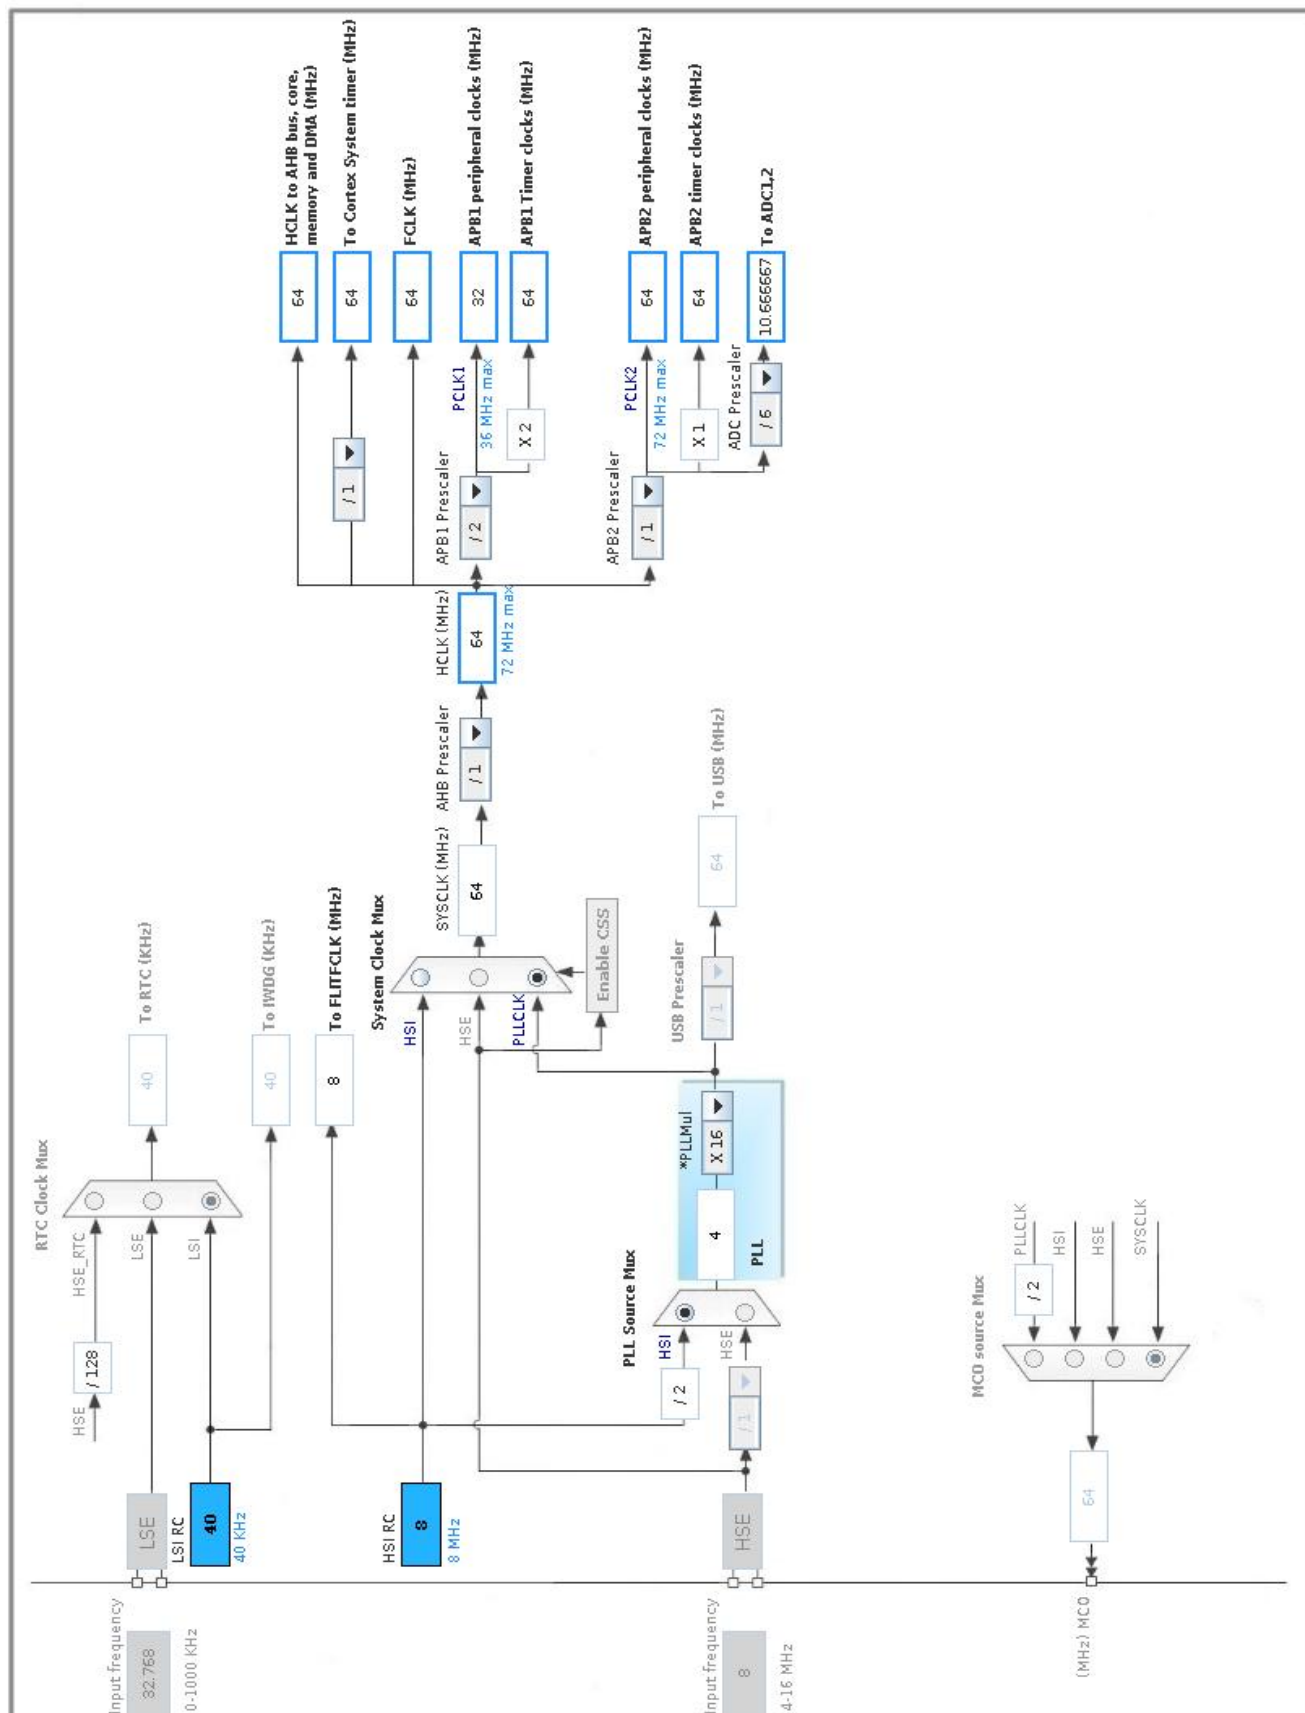 Input frequency
32.768
0-1000 KHz
LSE
LSI RC
40
40 KHz
HSE
/ 128
HSE_RTC
LSE
LSI
RTC Clock Mux
40
To RTC (KHz)
40
To IWDG (KHz)
8
To FLITFCLK (MHz)
HSI RC
8
8 MHz
System Clock Mux
HSI
HSE
PLLCLK
Enable CSS
SYSCLK (MHz)
64
AHB Prescaler
/ 1
HCLK (MHz)
64
72 MHz max
64
HCLK to AHB bus, core,
memory and DMA (MHz)
/ 1
64
To Cortex System timer (MHz)
64
FCLK (MHz)
APB1 Prescaler
/ 2
PCLK1
36 MHz max
32
APB1 peripheral clocks (MHz)
X 2
64
APB1 Timer clocks (MHz)
APB2 Prescaler
/ 1
PCLK2
72 MHz max
64
APB2 peripheral clocks (MHz)
X 1
64
APB2 timer clocks (MHz)
ADC Prescaler
/ 6
10.666667
To ADC1,2
Input frequency
8
4-16 MHz
HSE
/ 1
/ 2
PLL Source Mux
HSI
HSE
4
*PLLMul
X 16
PLL
USB Prescaler
/ 1
64
To USB (MHz)
(MHz) MCO
64
MCO source Mux
/ 2
PLLCLK
HSI
HSE
SYSCLK